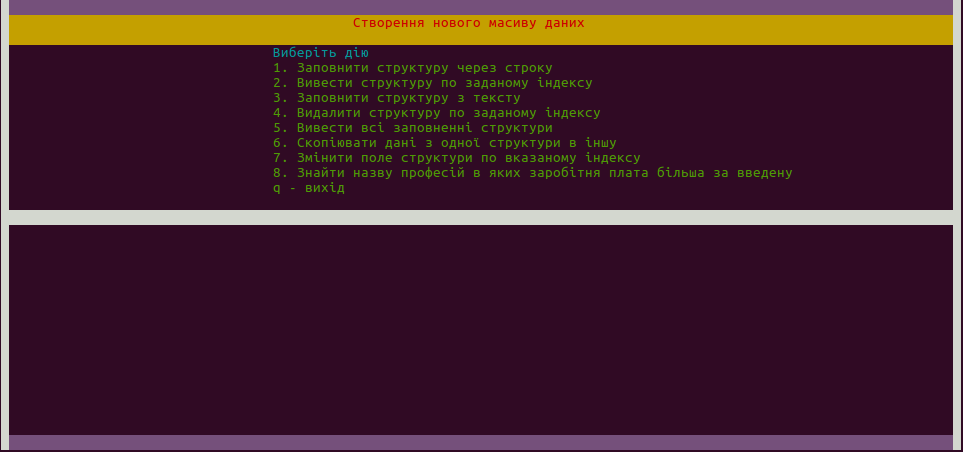 Створення нового масиву даних
Виберіть дію
1. Заповнити структуру через строку
2. Вивести структуру по заданому індексу
3. Заповнити структуру з тексту
4. Видалити структуру по заданому індексу
5. Вивести всі заповненні структури
6. Скопіювати дані з одної структури в іншу
7. Змінити поле структури по вказаному індексу
8. Знайти назву професій в яких заробітня плата більша за введену
q - вихід